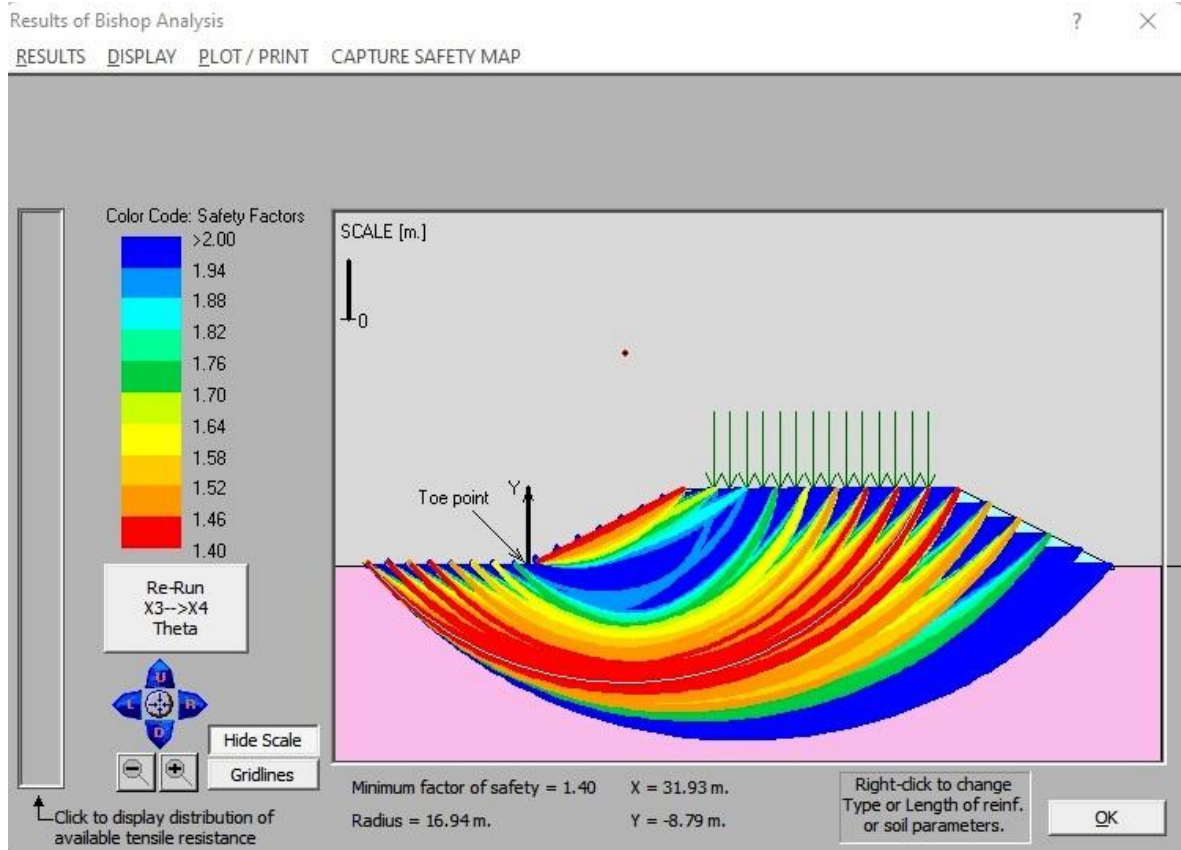 Results of Bishop Analysis
?
RESULTS DISPLAY PLOT / PRINT CAPTURE SAFETY MAP
Color Code: Safety Factors
>2.00
1.94
1.88
1.82
1.76
1.70
1.64
1.58
1.52
1.46
1.40
SCALE [m.]
0
Toe point
Y
Re-Run
X3-->X4
Theta
U
L
R
D
Hide Scale
Gridlines
Click to display distribution of
available tensile resistance
Minimum factor of safety = 1.40 X = 31.93 m.
Radius = 16.94 m. Y = -8.79 m.
Right-click to change
Type or Length of reinf.
or soil parameters.
OK